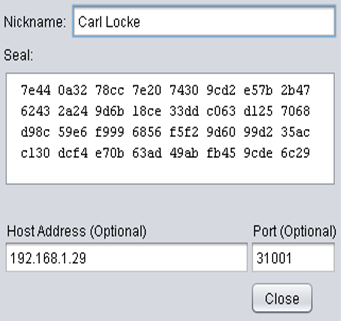 Nickname: Carl Locke
Seal:
7e44 0a32 78cc 7e20 7430 9cd2 e57b 2b47
6243 2a24 9d6b 18ce 33dd c063 d125 7068
d98c 59e6 f999 6856 f5f2 9d60 99d2 35ac
c130 dcf4 e70b 63ad 49ab fb45 9cde 6c29
Host Address (Optional) Port (Optional)
192.168.1.29 31001
Close